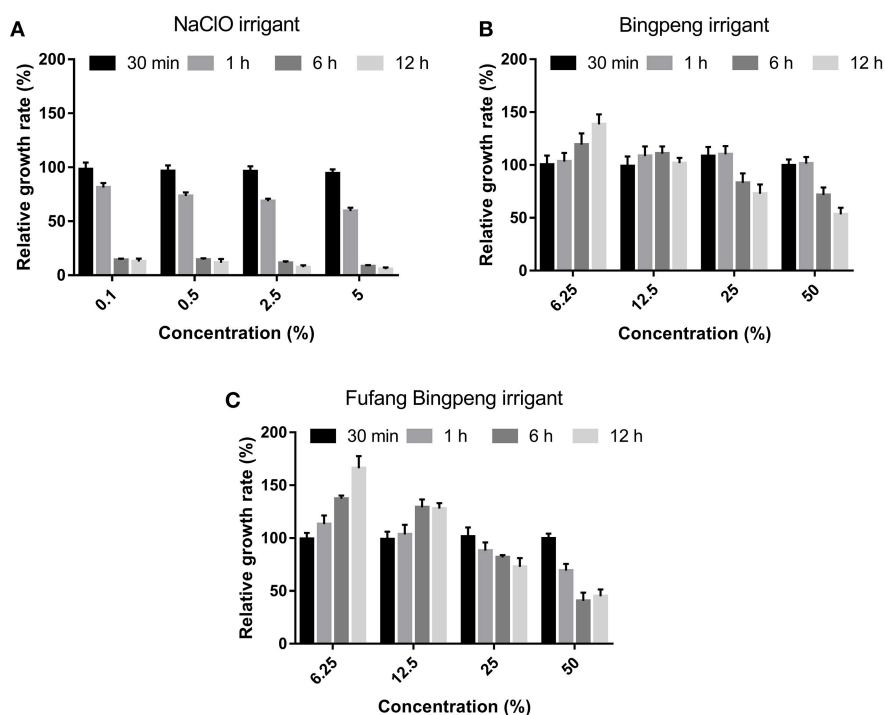 A
NaClO irrigant
30 min 1 h 6 h 12 h
Relative growth rate (%)
200
150
100
50
0
0.1 0.5 2.5 5
Concentration (%)
B
Bingpeng irrigant
30 min 1 h 6 h 12 h
Relative growth rate (%)
200
150
100
50
0
6.25 12.5 25 50
Concentration (%)
C
Fufang Bingpeng irrigant
30 min 1 h 6 h 12 h
Relative growth rate (%)
200
150
100
50
0
6.25 12.5 25 50
Concentration (%)